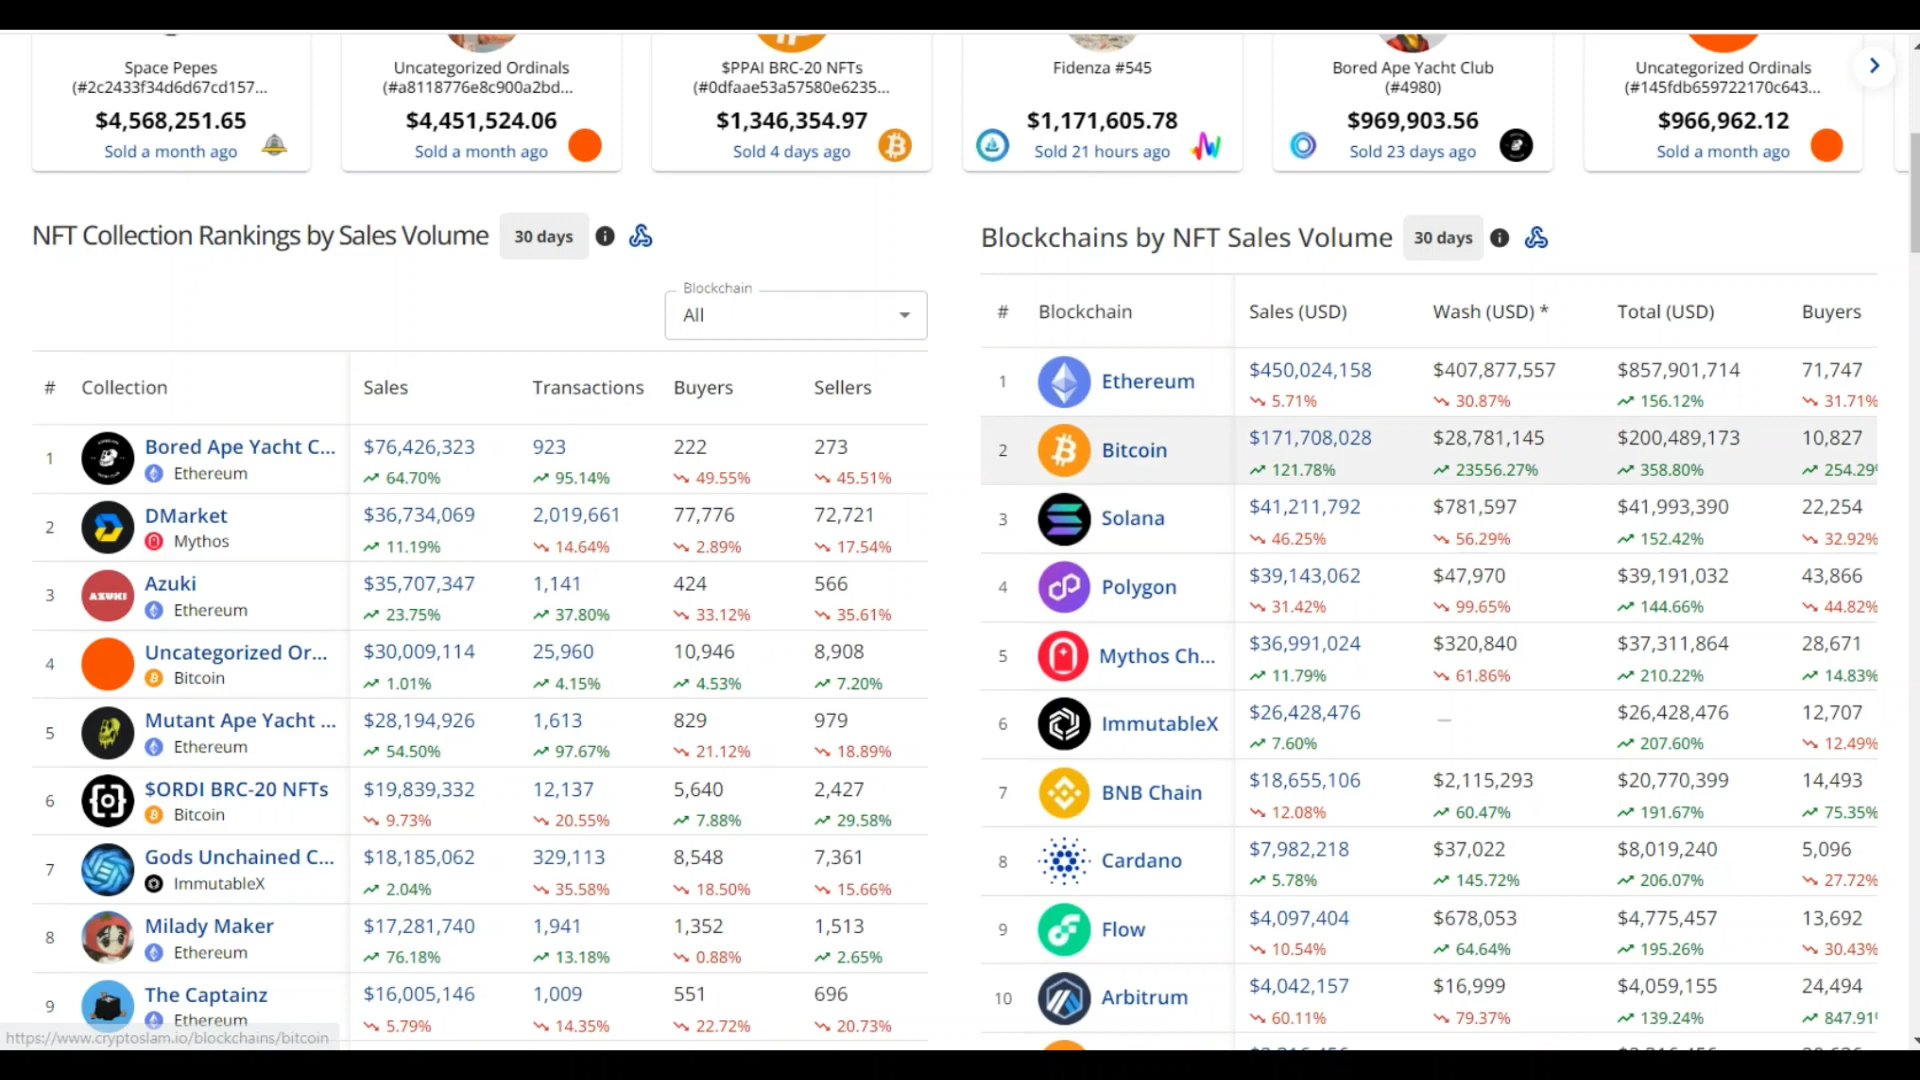 Space Pepes
(#2c2433f34d6d67cd157...
$4,568,251.65
Sold a month ago
Uncategorized Ordinals
(#a8118776e8c900a2bd...
$4,451,524.06
Sold a month ago
$PPAI BRC-20 NFTs
(#0dfaae53a57580e6235...
$1,346,354.97
Sold 4 days ago
Fidenza #545
$1,171,605.78
Sold 21 hours ago
Bored Ape Yacht Club
(#4980)
$969,903.56
Sold 23 days ago
Uncategorized Ordinals
(#145fdb659722170c643...
$966,962.12
Sold a month ago
NFT Collection Rankings by Sales Volume 30 days
Blockchain
All
# Collection Sales Transactions Buyers Sellers
1 Bored Ape Yacht C... $76,426,323 923 222 273
Ethereum 64.70% 95.14% 49.55% 45.51%
2 DMarket $36,734,069 2,019,661 77,776 72,721
Mythos 11.19% 14.64% 2.89% 17.54%
3 AZUKI Azuki $35,707,347 1,141 424 566
Ethereum 23.75% 37.80% 33.12% 35.61%
4 Uncategorized Or... $30,009,114 25,960 10,946 8,908
Bitcoin 1.01% 4.15% 4.53% 7.20%
5 Mutant Ape Yacht ... $28,194,926 1,613 829 979
Ethereum 54.50% 97.67% 21.12% 18.89%
6 $ORDI BRC-20 NFTs $19,839,332 12,137 5,640 2,427
Bitcoin 9.73% 20.55% 7.88% 29.58%
7 Gods Unchained C... $18,185,062 329,113 8,548 7,361
ImmutableX 2.04% 35.58% 18.50% 15.66%
8 Milady Maker $17,281,740 1,941 1,352 1,513
Ethereum 76.18% 13.18% 0.88% 2.65%
9 The Captainz $16,005,146 1,009 551 696
Ethereum 5.79% 14.35% 22.72% 20.73%
https://www.cryptoslam.io/blockchains/bitcoin
Blockchains by NFT Sales Volume 30 days
# Blockchain Sales (USD) Wash (USD) * Total (USD) Buyers
1 Ethereum $450,024,158 $407,877,557 $857,901,714 71,747
5.71% 30.87% 156.12% 31.71%
2 Bitcoin $171,708,028 $28,781,145 $200,489,173 10,827
121.78% 23556.27% 358.80% 254.29
3 Solana $41,211,792 $781,597 $41,993,390 22,254
46.25% 56.29% 152.42% 32.92%
4 Polygon $39,143,062 $47,970 $39,191,032 43,866
31.42% 99.65% 144.66% 44.82%
5 Mythos Ch... $36,991,024 $320,840 $37,311,864 28,671
11.79% 61.86% 210.22% 14.83%
6 ImmutableX $26,428,476 — $26,428,476 12,707
7.60% 207.60% 12.49%
7 BNB Chain $18,655,106 $2,115,293 $20,770,399 14,493
12.08% 60.47% 191.67% 75.35%
8 Cardano $7,982,218 $37,022 $8,019,240 5,096
5.78% 145.72% 206.07% 27.72%
9 Flow $4,097,404 $678,053 $4,775,457 13,692
10.54% 64.64% 195.26% 30.43%
10 Arbitrum $4,042,157 $16,999 $4,059,155 24,494
60.11% 79.37% 139.24% 847.91